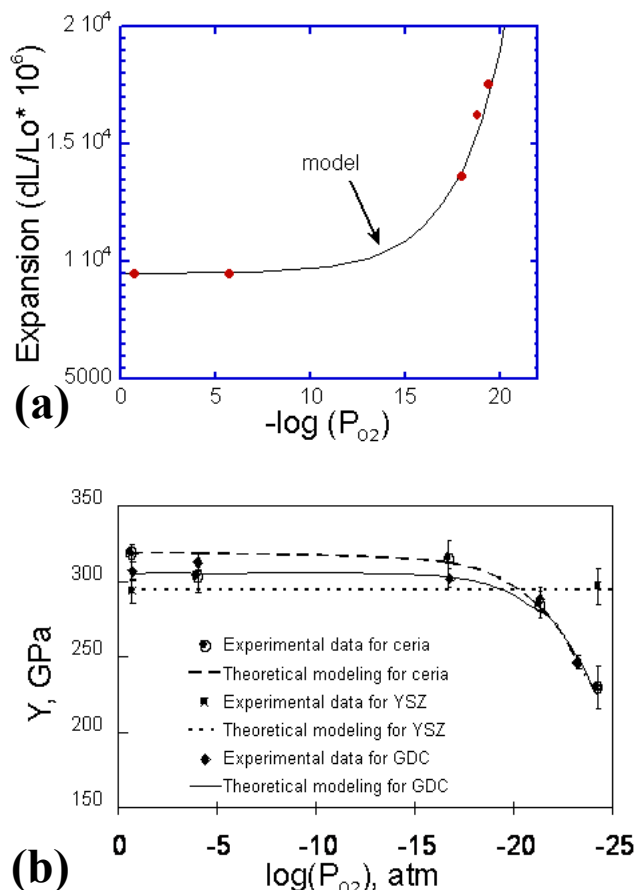 2 10⁴
1.5 10⁴
1 10⁴
5000
Expansion (dL/Lo* 10⁶)
model
0 5 10 15 20
-log (P_O2)
(a)
350
300
250
200
150
Y, GPa
Experimental data for ceria
Theoretical modeling for ceria
Experimental data for YSZ
Theoretical modeling for YSZ
Experimental data for GDC
Theoretical modeling for GDC
0 -5 -10 -15 -20 -25
log(P_O2), atm
(b)